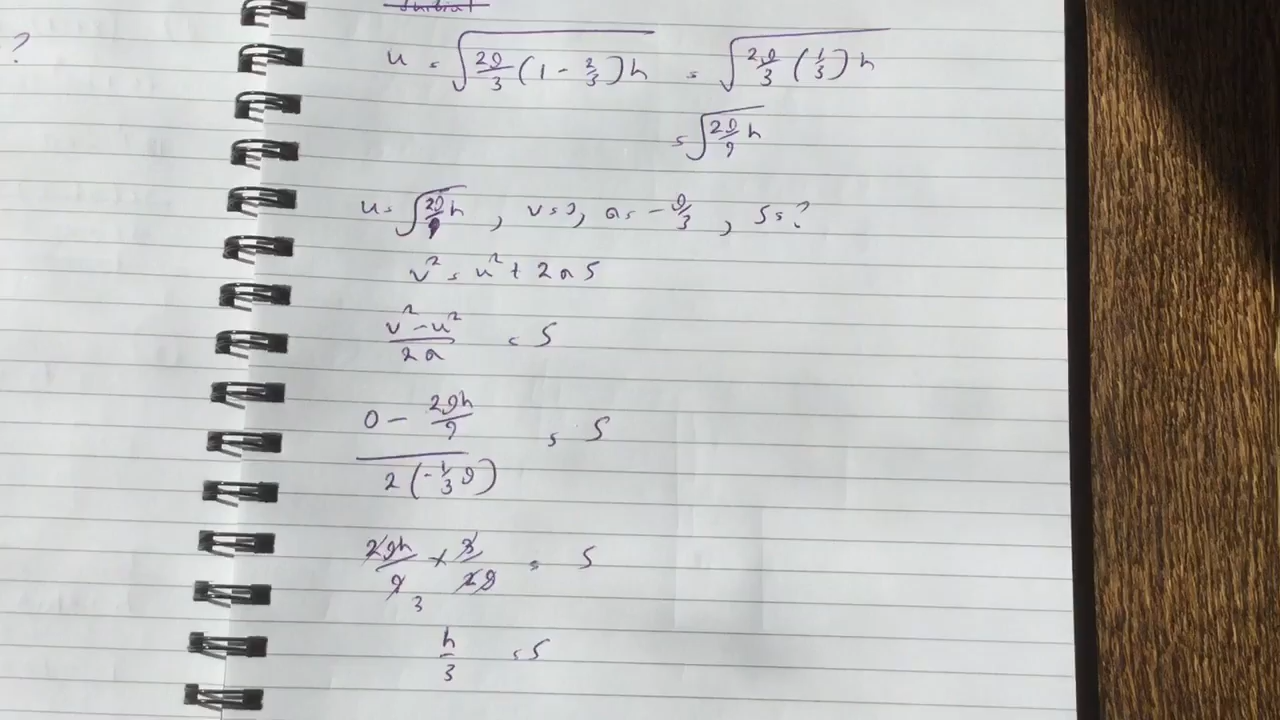 ?
u = √(2g/3 (1 - 2/3) h) = √(2g/3 (1/3) h)
= √(2g/9 h)
u = √(2g/9 h), v = 0, a = -g/3, s = ?
v² = u² + 2as
(v² - u²)/2a = s
(0 - 2gh/9)/(2(-1/3 g)) = s
2gh/9 3 × 3/2g = s
h/3 = s